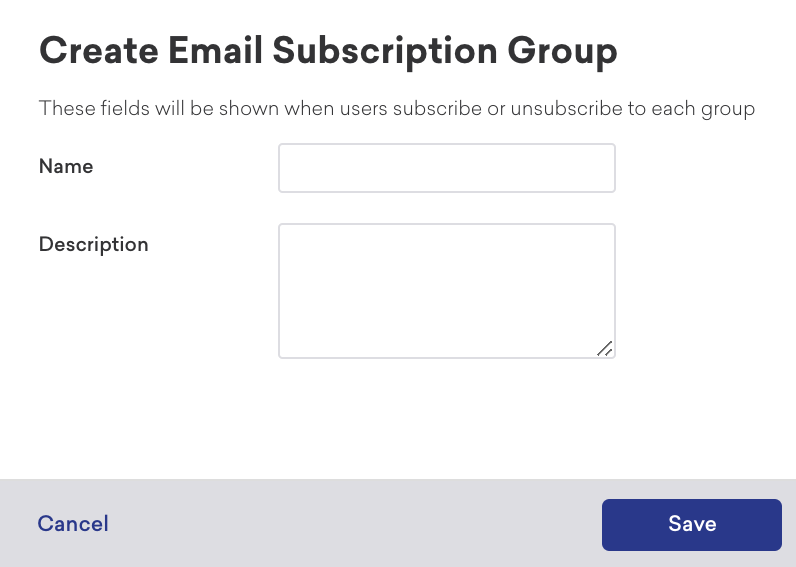 Create Email Subscription Group
These fields will be shown when users subscribe or unsubscribe to each group
Name
Description
Cancel
Save